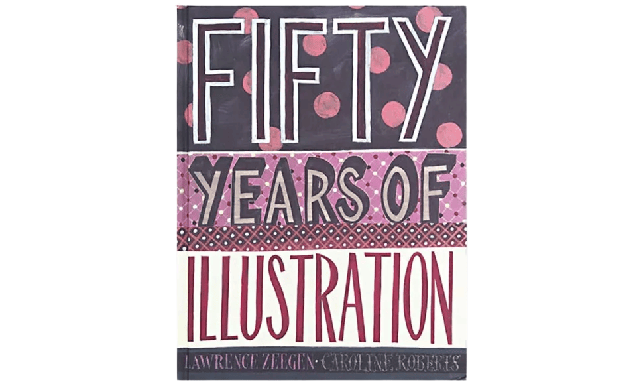 FIFTY
YEARS OF
ILLUSTRATION
LAWRENCE ZEEGEN · CAROLINE ROBERTS